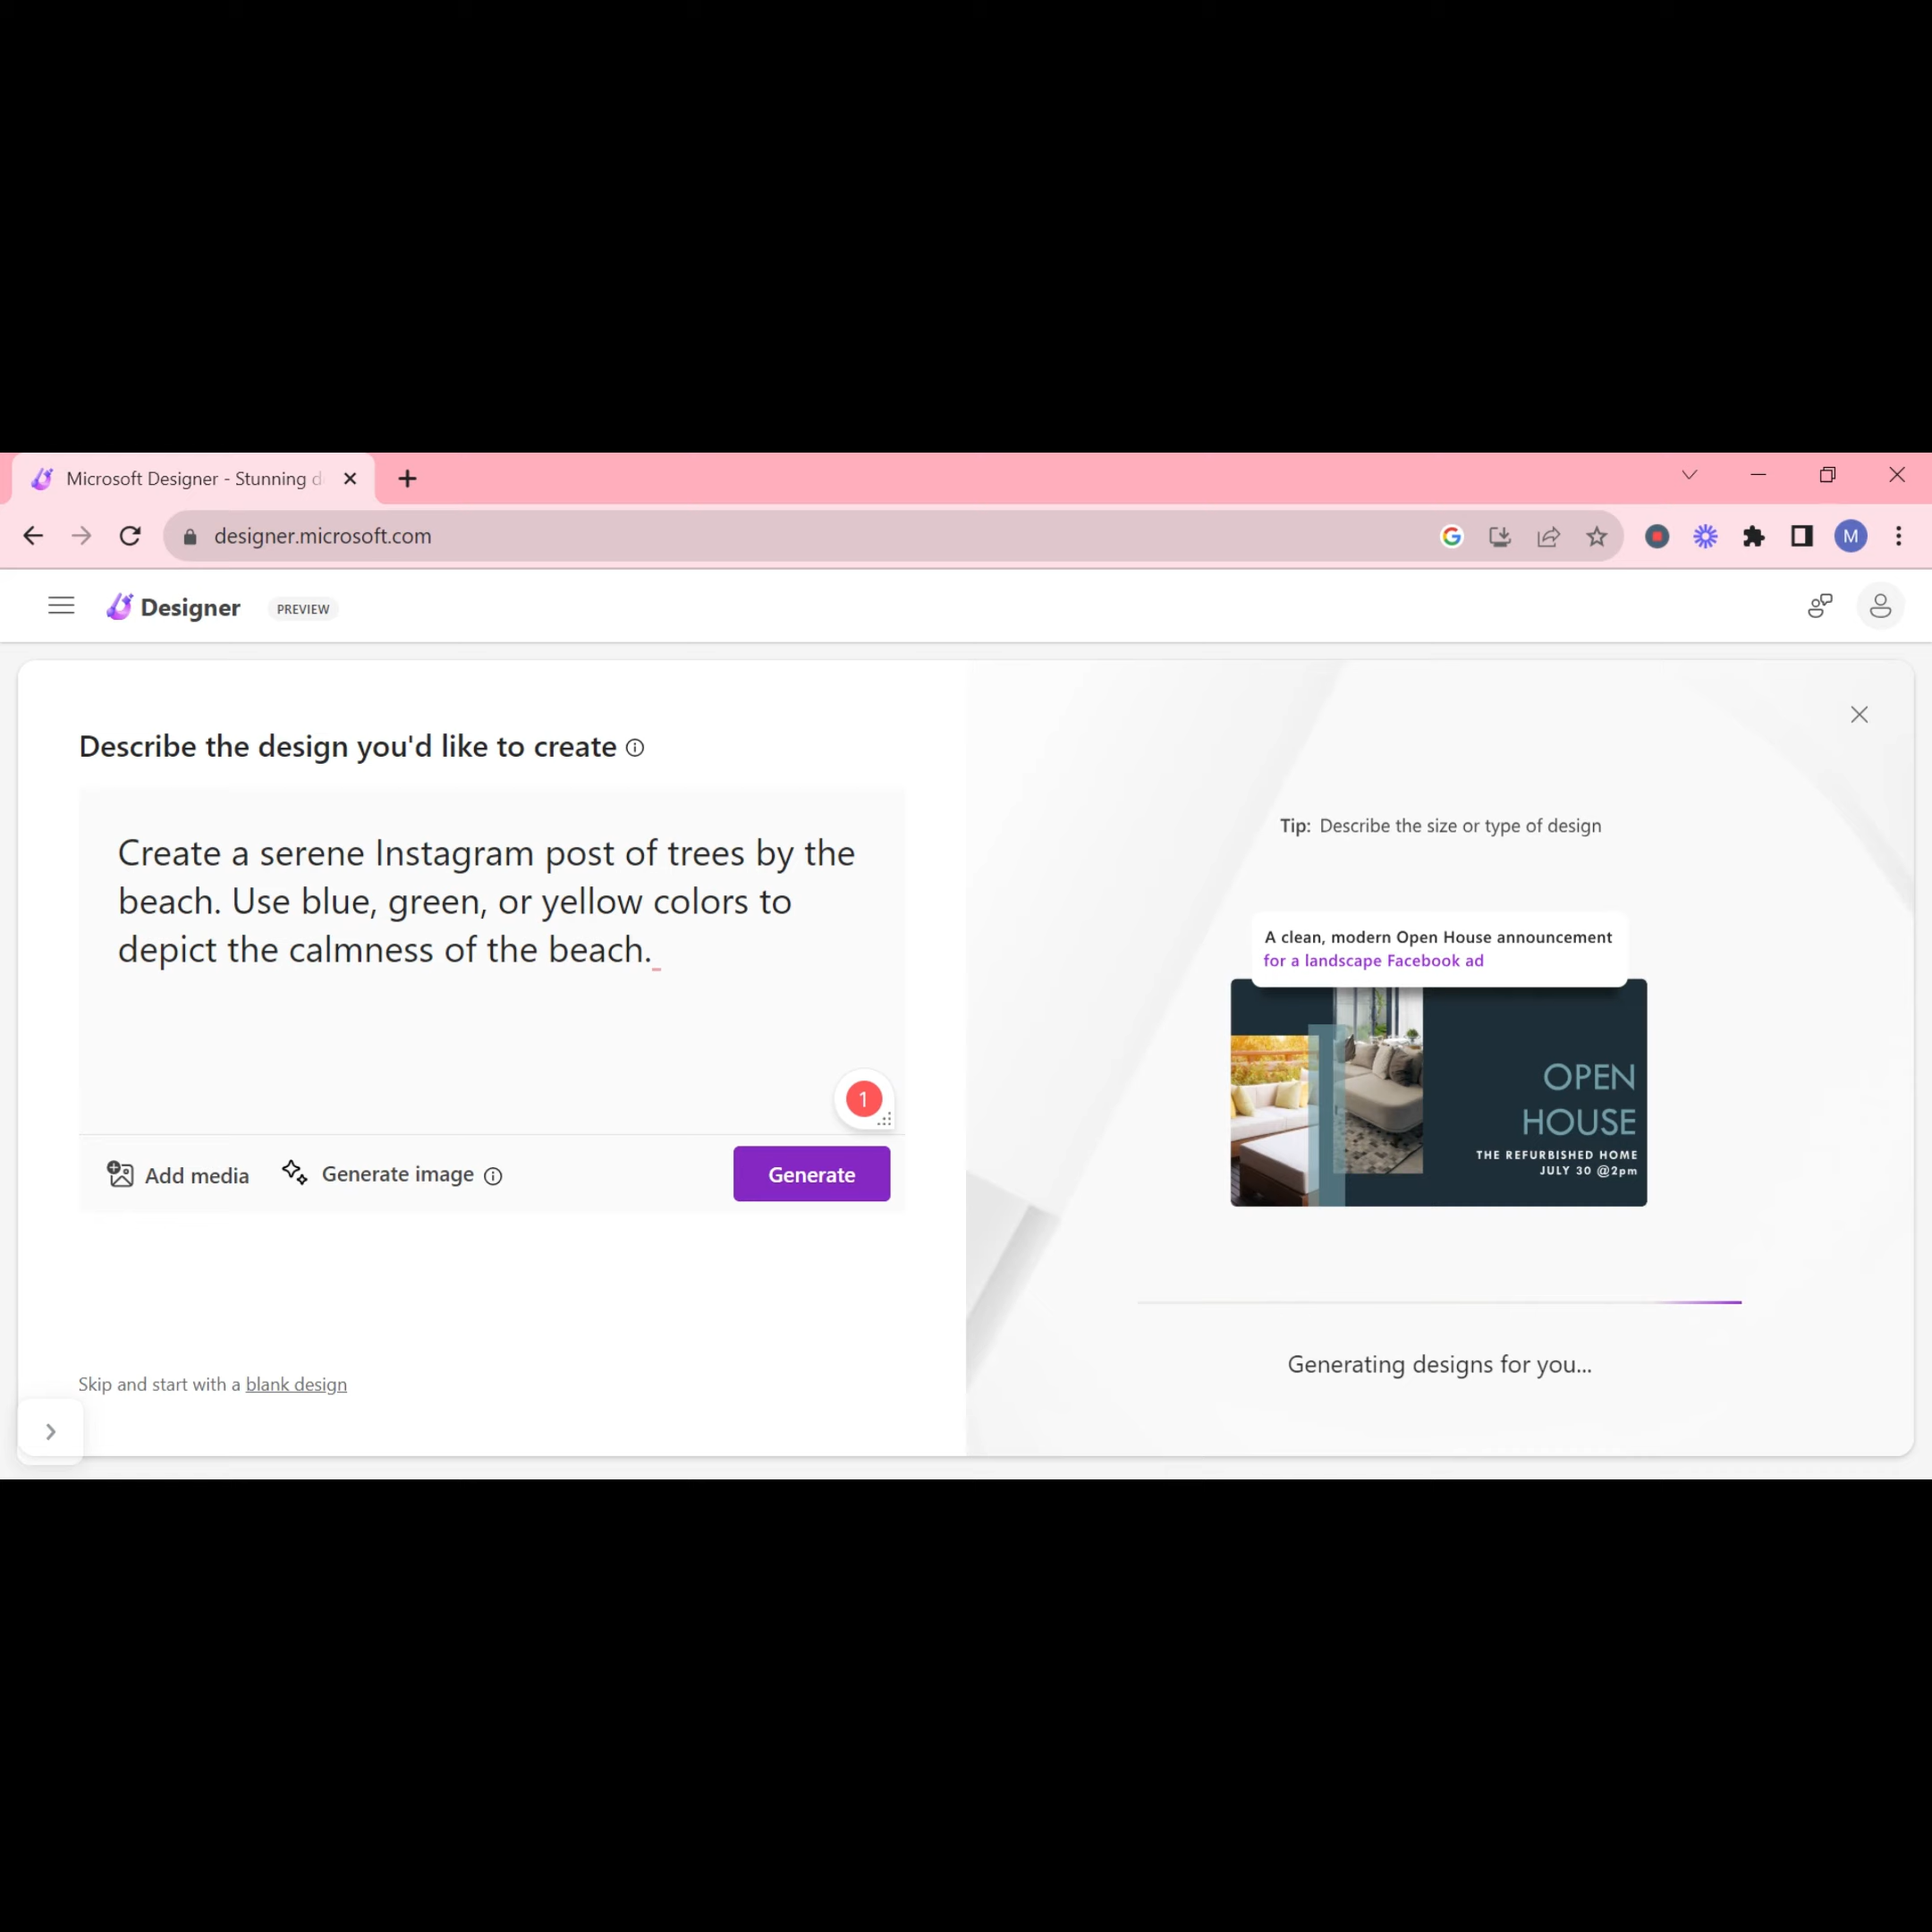 Microsoft Designer - Stunning d
designer.microsoft.com
M
Designer
PREVIEW
Describe the design you'd like to create
Create a serene Instagram post of trees by the
beach. Use blue, green, or yellow colors to
depict the calmness of the beach.
1
Add media
Generate image
Generate
Skip and start with a blank design
Tip: Describe the size or type of design
A clean, modern Open House announcement
for a landscape Facebook ad
OPEN
HOUSE
THE REFURBISHED HOME
JULY 30 @2pm
Generating designs for you...